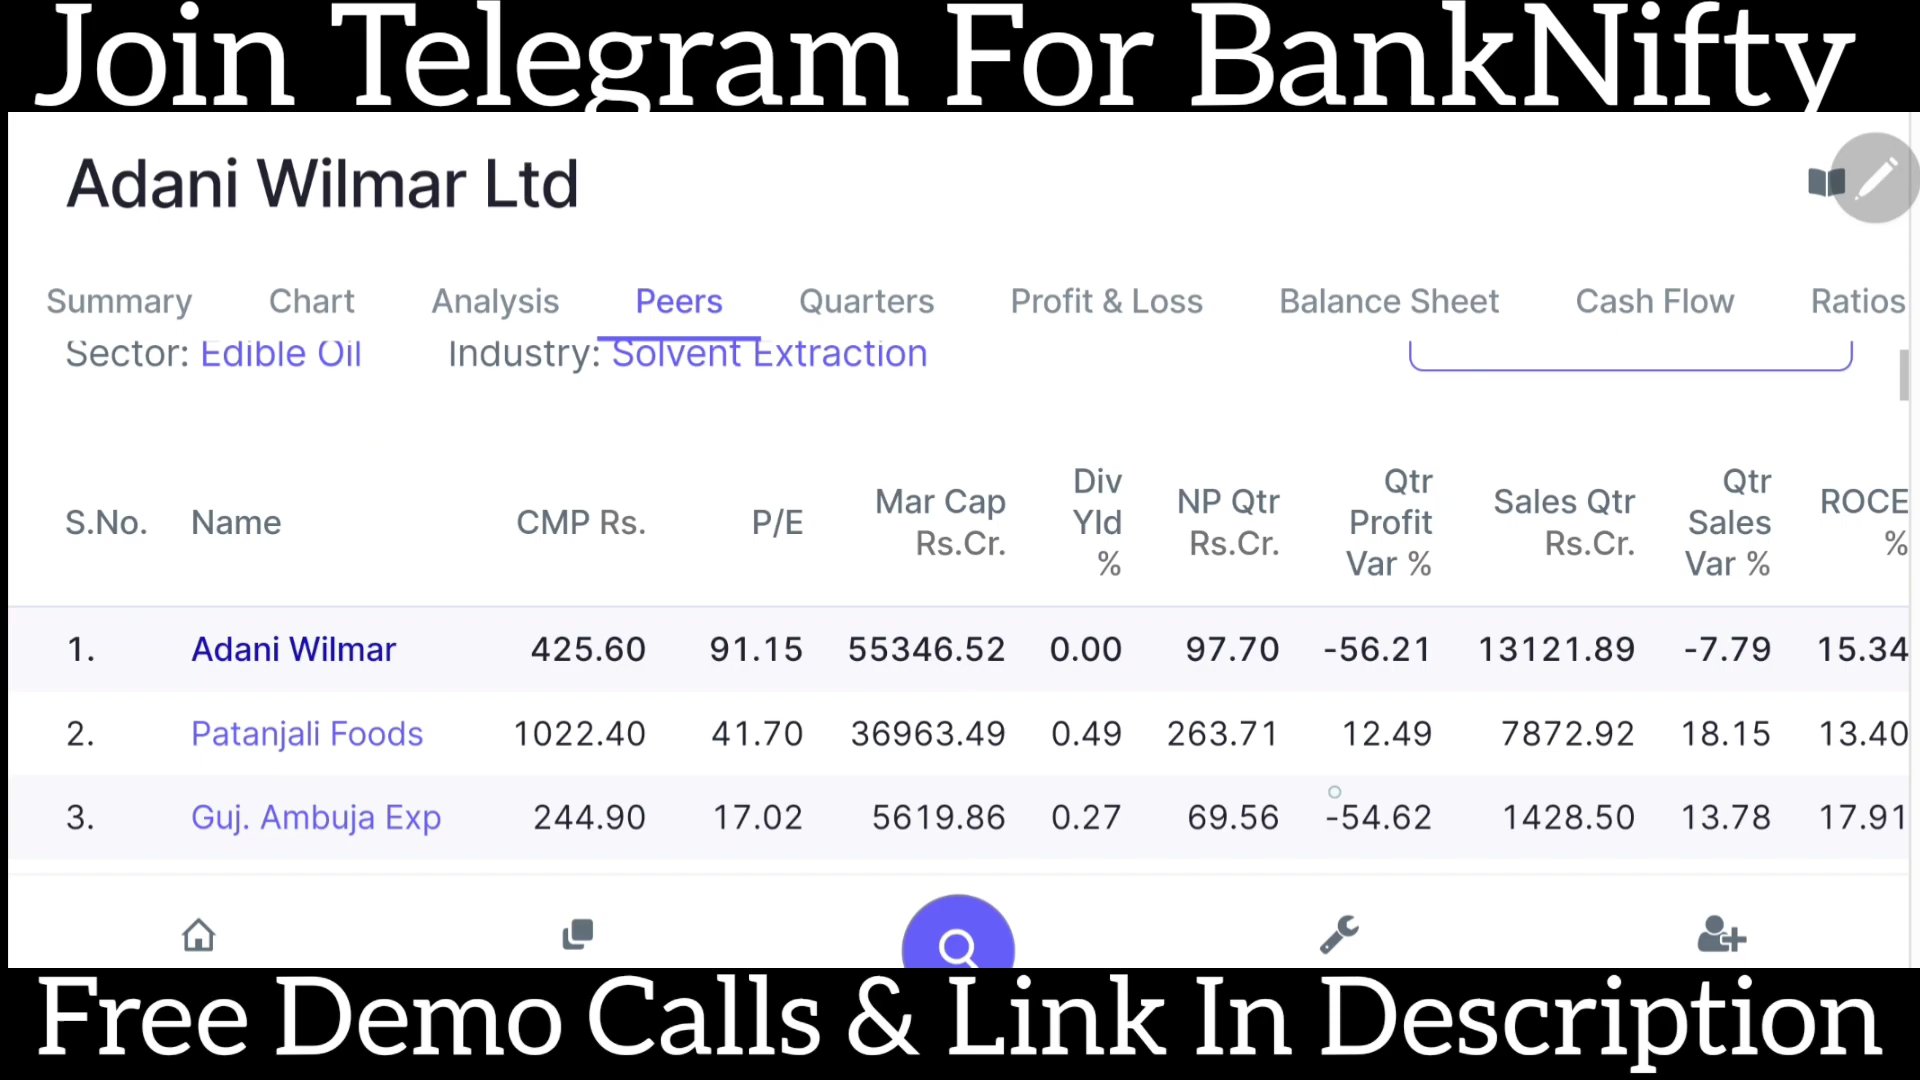 Join Telegram For BankNifty
Adani Wilmar Ltd
Summary Chart Analysis Peers Quarters Profit & Loss Balance Sheet Cash Flow Ratios
Sector: Edible Oil Industry: Solvent Extraction
S.No. Name CMP Rs. P/E Mar Cap Rs.Cr. Div Yld % NP Qtr Rs.Cr. Qtr Profit Var % Sales Qtr Rs.Cr. Qtr Sales Var % ROCE %
1. Adani Wilmar 425.60 91.15 55346.52 0.00 97.70 -56.21 13121.89 -7.79 15.34
2. Patanjali Foods 1022.40 41.70 36963.49 0.49 263.71 12.49 7872.92 18.15 13.40
3. Guj. Ambuja Exp 244.90 17.02 5619.86 0.27 69.56 -54.62 1428.50 13.78 17.91
Free Demo Calls & Link In Description